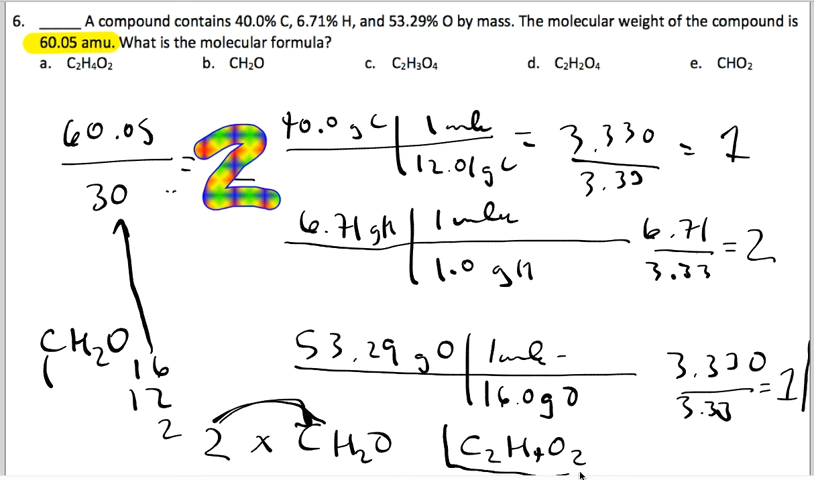 6. _____ A compound contains 40.0% C, 6.71% H, and 53.29% O by mass. The molecular weight of the compound is
60.05 amu. What is the molecular formula?
a. C₂H₄O₂ b. CH₂O c. C₂H₃O₄ d. C₂H₂O₄ e. CHO₂
60.05 / 30 = 2
40.0 g C | 1 mole / 12.01 g C = 3.330 / 3.33 = 1
6.71 gH | 1 mole / 1.0 gH 6.71 / 3.33 = 2
CH₂O
16
12
2
53.29 g O | 1 mole / 16.0 g O 3.330 / 3.33 = 1
2 x CH₂O C₂H₄O₂